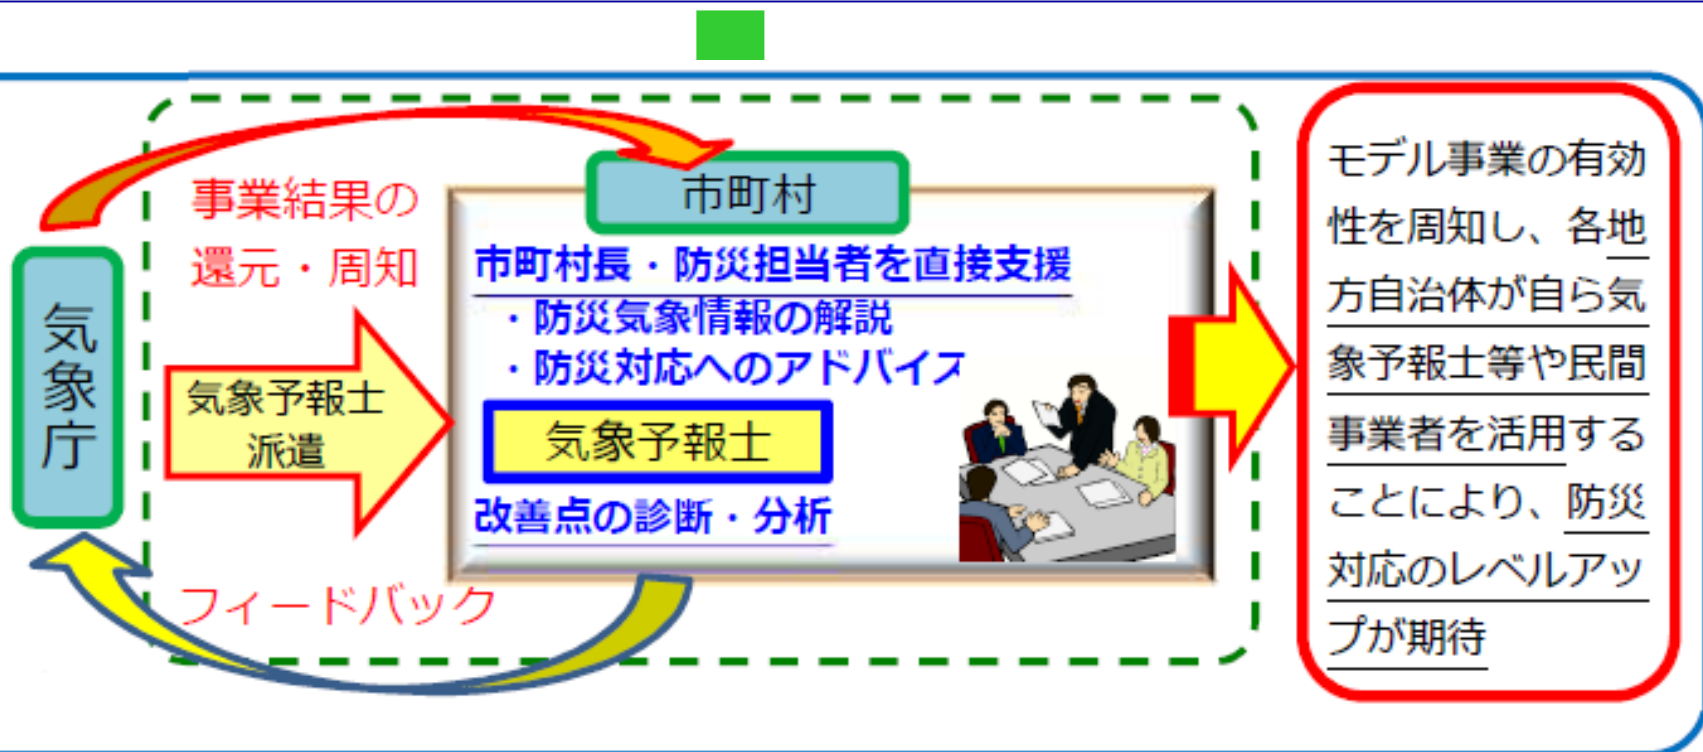 気象庁
事業結果の
還元・周知
気象予報士
派遣
フィードバック
市町村
市町村長・防災担当者を直接支援
・防災気象情報の解説
・防災対応へのアドバイス
気象予報士
改善点の診断・分析
モデル事業の有効
性を周知し、各地
方自治体が自ら気
象予報士等や民間
事業者を活用する
ことにより、防災
対応のレベルアッ
プが期待